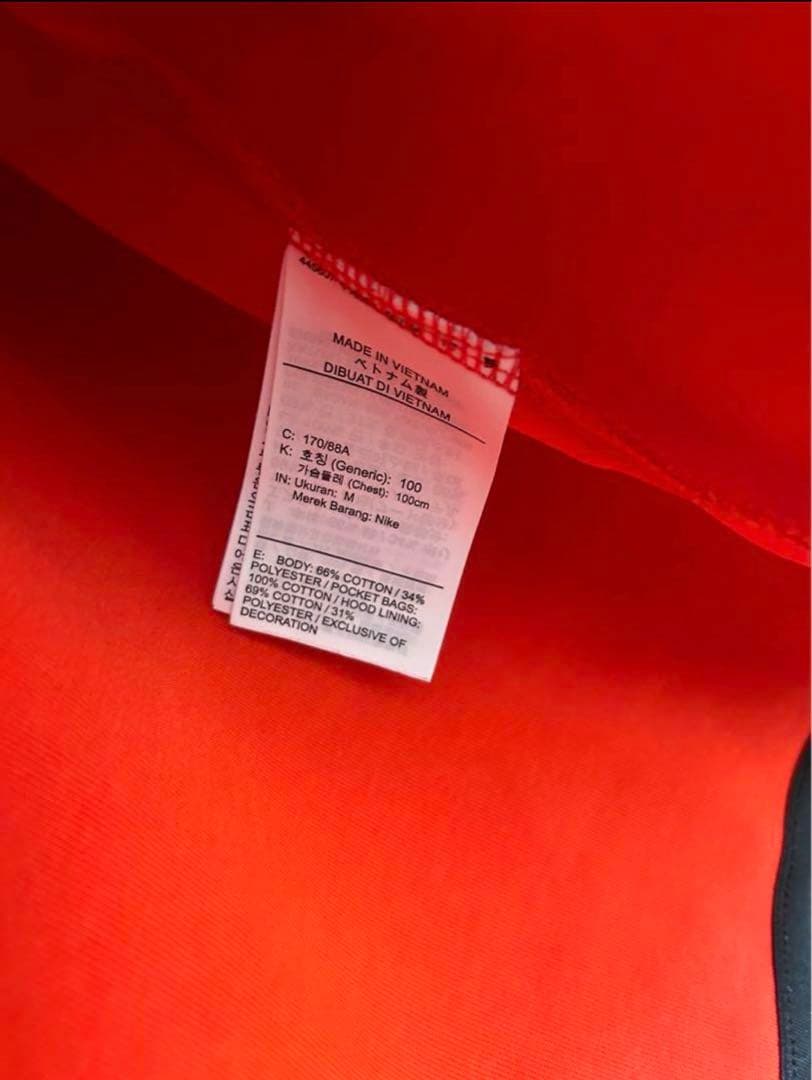 MADE IN VIETNAM
ベトナム製
DIBUAT DI VIETNAM
C: 170/88A
K: 호칭 (Generic): 100
가슴둘레 (Chest): 100cm
IN: Ukuran: M
Merek Barang: Nike
E: BODY: 66% COTTON / 34%
POLYESTER / POCKET BAGS:
100% COTTON / HOOD LINING:
69% COTTON / 31%
POLYESTER / EXCLUSIVE OF
DECORATION